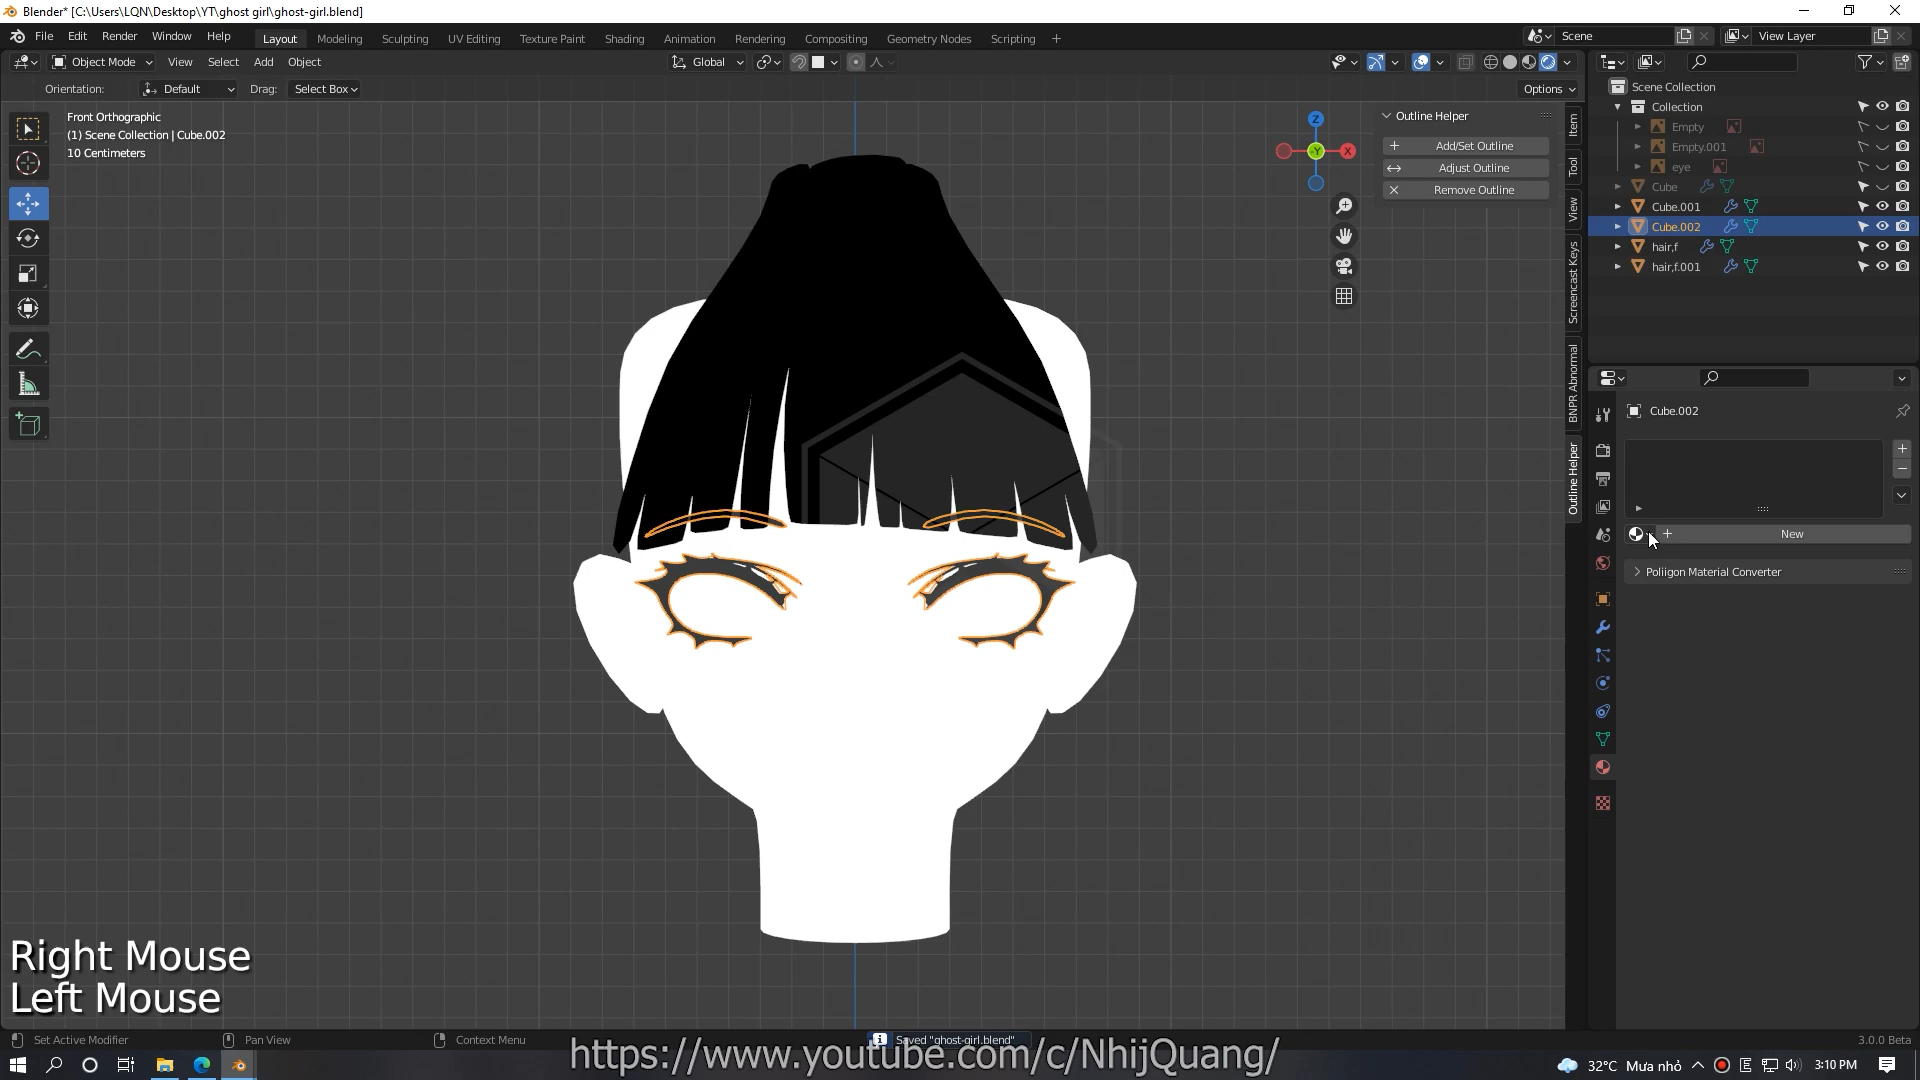 Blender* [C:\Users\LQN\Desktop\YT\ghost girl\ghost-girl.blend]
File Edit Render Window Help Layout Modeling Sculpting UV Editing Texture Paint Shading Animation Rendering Compositing Geometry Nodes Scripting + Scene View Layer
Object Mode View Select Add Object Global
Orientation: Default Drag: Select Box Options
Front Orthographic
(1) Scene Collection | Cube.002
10 Centimeters
Z
Y
X
Outline Helper
Add/Set Outline
Adjust Outline
Remove Outline
Item
Tool
View
Screencast Keys
BNPR Abnormal
Outline Helper
Scene Collection
Collection
Empty
Empty.001
eye
Cube
Cube.001
Cube.002
hair,f
hair,f.001
Cube.002
New
Poliigon Material Converter
Right Mouse
Left Mouse
Set Active Modifier Pan View Context Menu Saved "ghost-girl.blend" 3.0.0 Beta
https://www.youtube.com/c/NhijQuang/
32°C Mưa nhỏ E 3:10 PM